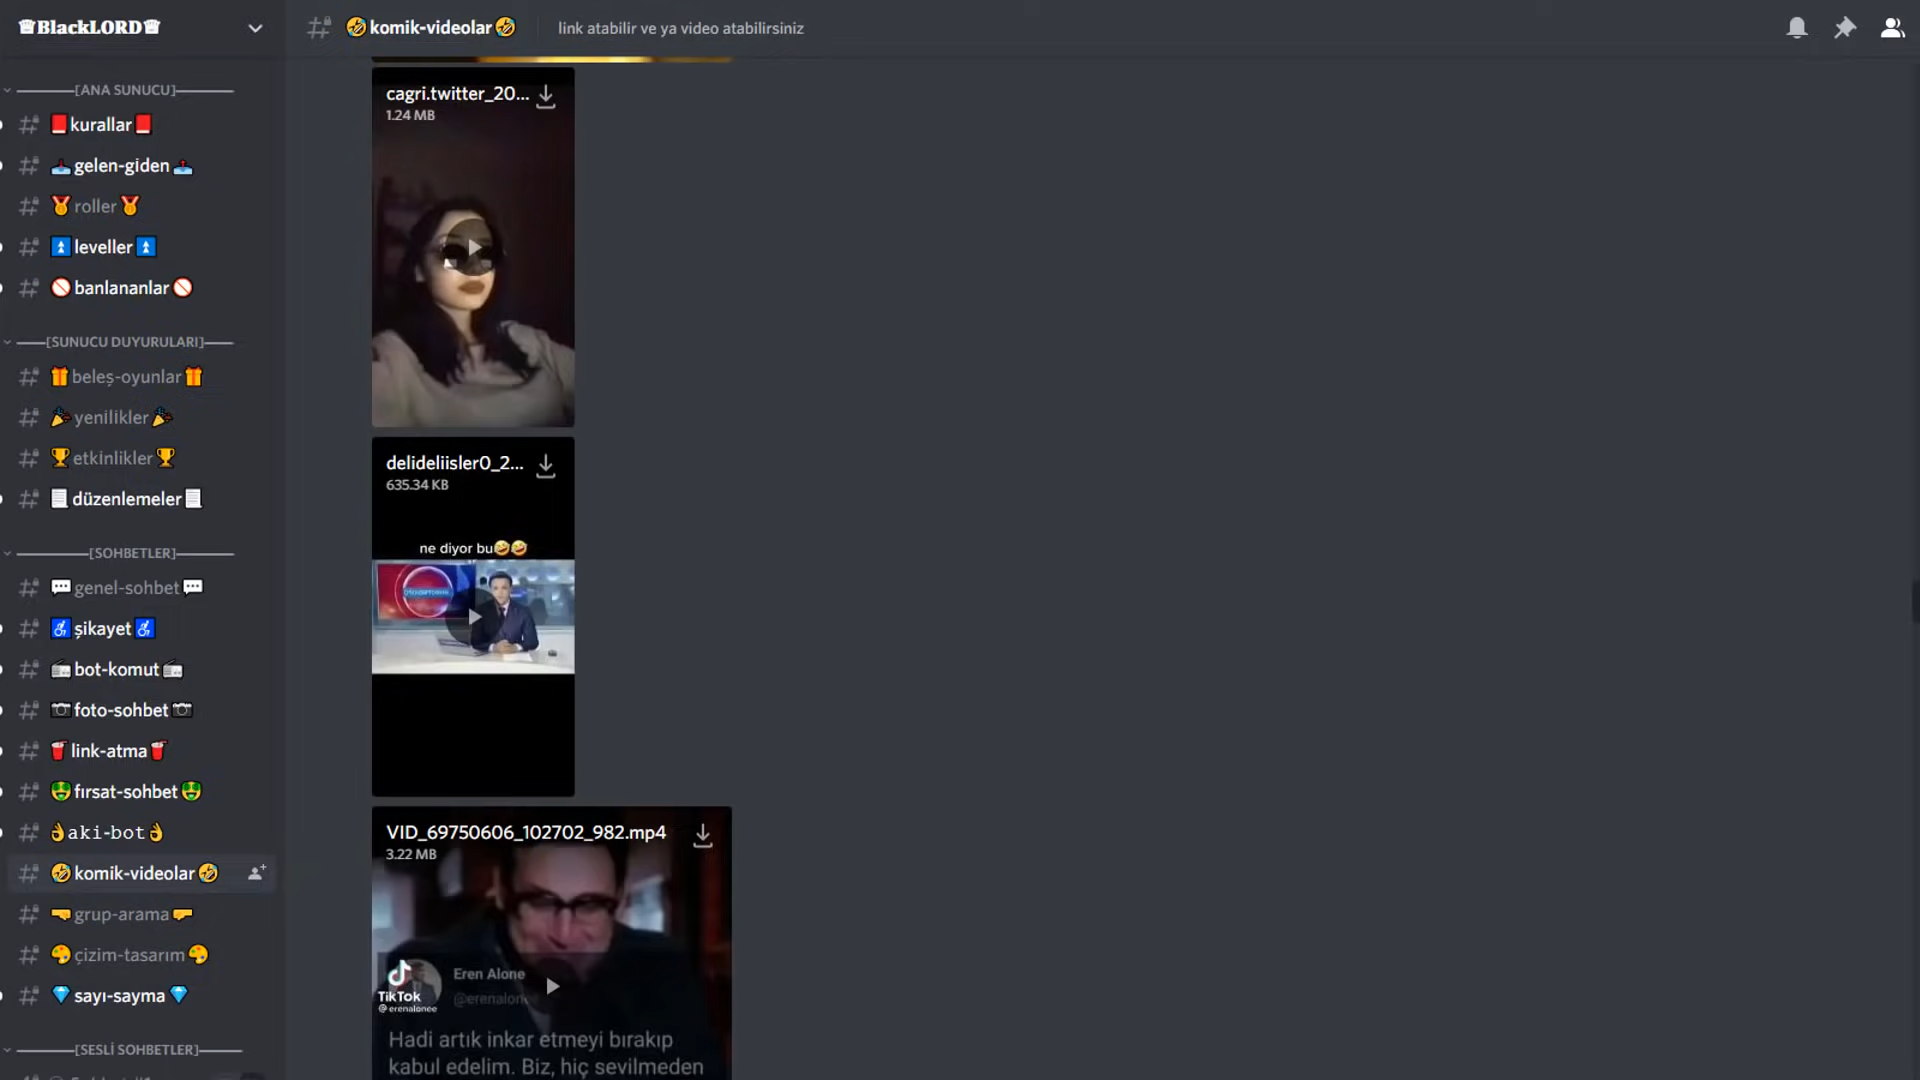 ♕BlackLORD♕
🤣komik-videolar🤣
link atabilir ve ya video atabilirsiniz
———[ANA SUNUCU]———
📕kurallar📕
📥gelen-giden📤
🏅roller🏅
⏫leveller⏫
🚫banlananlar🚫
——[SUNUCU DUYURULARI]——
🎁beleş-oyunlar🎁
🎉yenilikler🎉
🏆etkinlikler🏆
📃düzenlemeler📃
————[SOHBETLER]————
💬genel-sohbet💬
♿şikayet♿
📻bot-komut📻
📷foto-sohbet📷
🥤link-atma🥤
🤑fırsat-sohbet🤑
👌aki-bot👌
🤣komik-videolar🤣
🤜grup-arama🤛
🎨çizim-tasarım🎨
💎sayı-sayma💎
———[SESLİ SOHBETLER]———
cagri.twitter_20...
1.24 MB
delideliisler0_2...
635.34 KB
ne diyor bu🤣🤣
VID_69750606_102702_982.mp4
3.22 MB
Eren Alone
@erenalone
TikTok
@erenalonee
Hadi artık inkar etmeyi bırakıp
kabul edelim. Biz, hiç sevilmeden